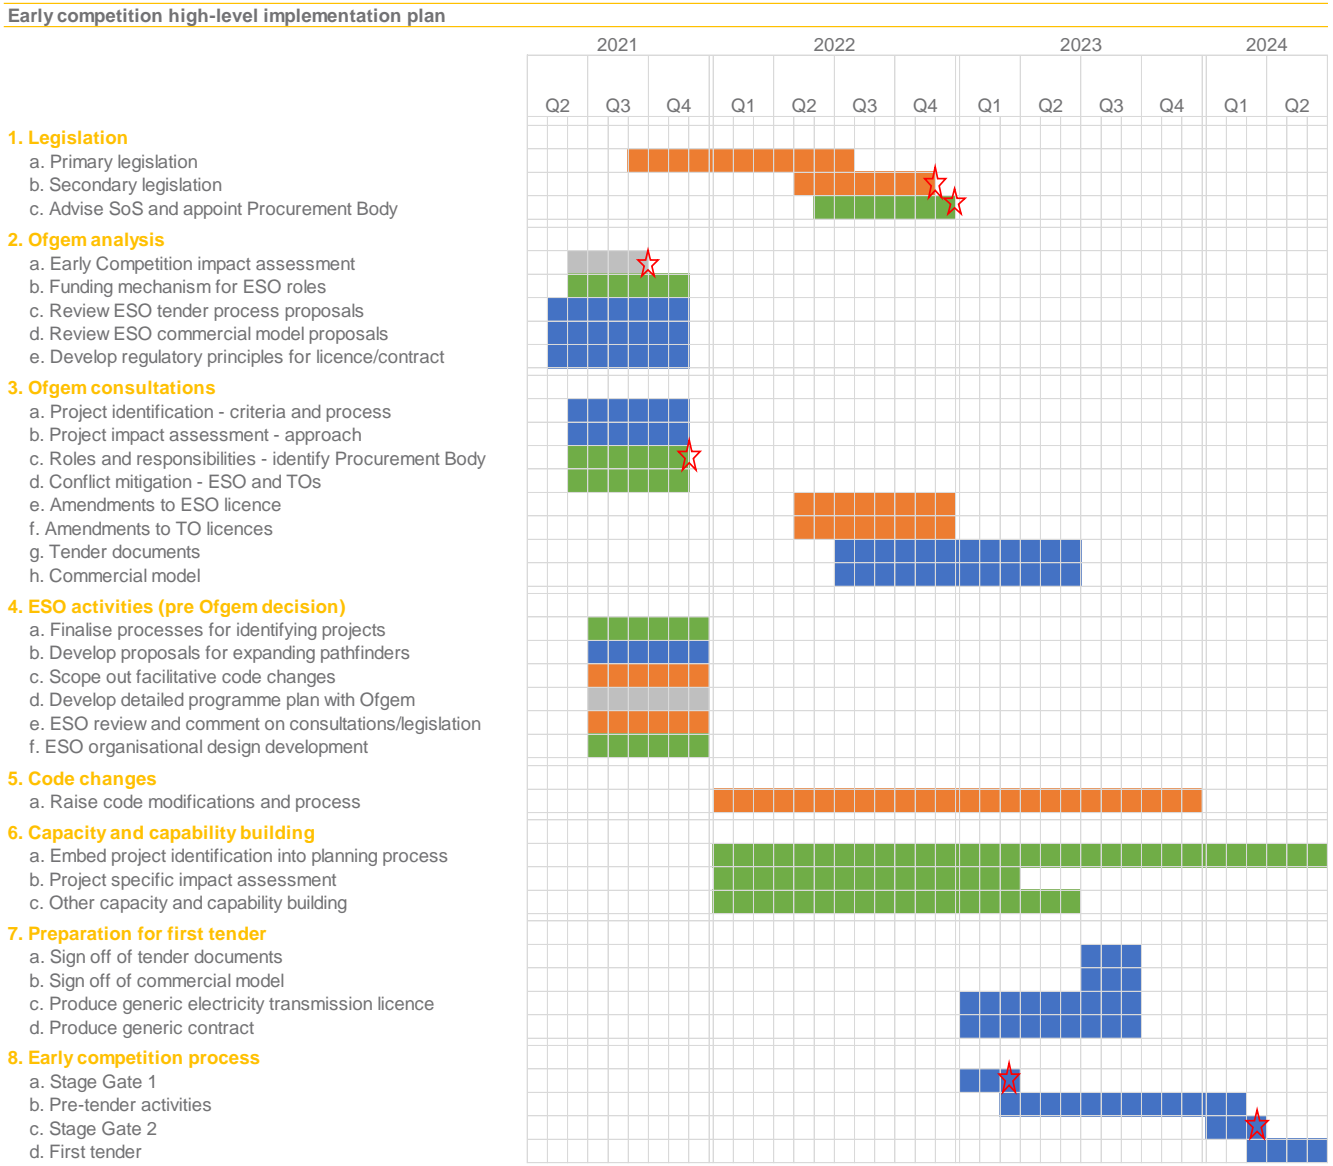 Early competition high-level implementation plan
2021 2022 2023 2024
Q2 Q3 Q4 Q1 Q2 Q3 Q4 Q1 Q2 Q3 Q4 Q1 Q2
1. Legislation
a. Primary legislation
b. Secondary legislation
c. Advise SoS and appoint Procurement Body
2. Ofgem analysis
a. Early Competition impact assessment
b. Funding mechanism for ESO roles
c. Review ESO tender process proposals
d. Review ESO commercial model proposals
e. Develop regulatory principles for licence/contract
3. Ofgem consultations
a. Project identification - criteria and process
b. Project impact assessment - approach
c. Roles and responsibilities - identify Procurement Body
d. Conflict mitigation - ESO and TOs
e. Amendments to ESO licence
f. Amendments to TO licences
g. Tender documents
h. Commercial model
4. ESO activities (pre Ofgem decision)
a. Finalise processes for identifying projects
b. Develop proposals for expanding pathfinders
c. Scope out facilitative code changes
d. Develop detailed programme plan with Ofgem
e. ESO review and comment on consultations/legislation
f. ESO organisational design development
5. Code changes
a. Raise code modifications and process
6. Capacity and capability building
a. Embed project identification into planning process
b. Project specific impact assessment
c. Other capacity and capability building
7. Preparation for first tender
a. Sign off of tender documents
b. Sign off of commercial model
c. Produce generic electricity transmission licence
d. Produce generic contract
8. Early competition process
a. Stage Gate 1
b. Pre-tender activities
c. Stage Gate 2
d. First tender